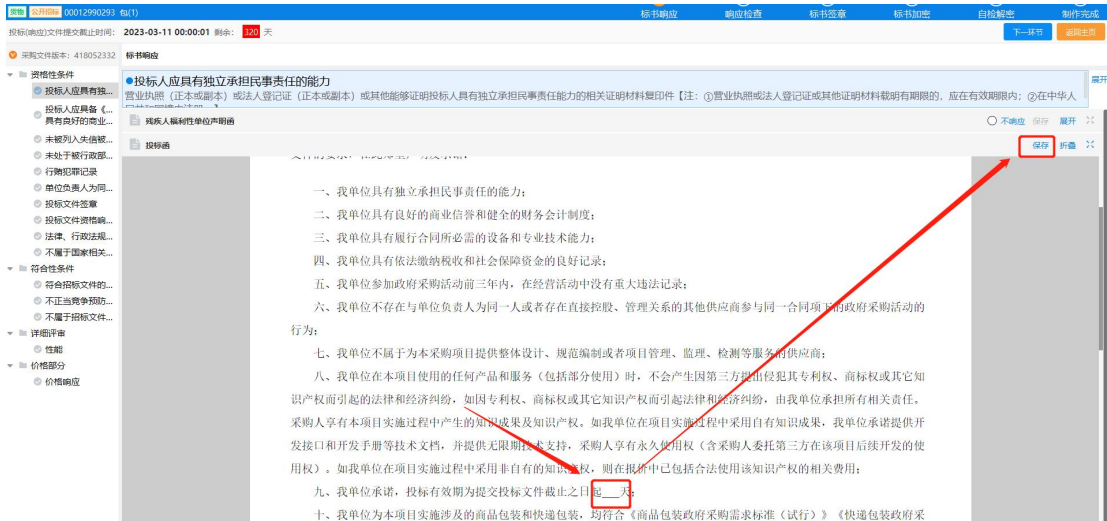 货物 公开招标 00012990293 包(1) 标书响应 响应检查 标书签章 标书加密 自检解密 制作完成
投标(响应)文件提交截止时间: 2023-03-11 00:00:01 剩余: 320 天 下一环节 返回主页
采购文件版本: 418052332 标书响应
资格性条件
投标人应具有独...
投标人应具备《...
具有良好的商业...
未被列入失信被...
未处于被行政部...
行贿犯罪记录
单位负责人为同...
投标文件签章
投标文件资格响...
法律、行政法规...
不属于国家相关...
符合性条件
符合招标文件的...
不正当竞争预防...
不属于招标文件...
详细评审
性能
价格部分
价格响应
●投标人应具有独立承担民事责任的能力 展开
营业执照（正本或副本）或法人登记证（正本或副本）或其他能够证明投标人具有独立承担民事责任能力的相关证明材料复印件【注：①营业执照或法人登记证或其他证明材料载明有期限的，应在有效期限内；②在中华人
残疾人福利性单位声明函 不响应 保存 展开
投标函 保存 折叠
一、我单位具有独立承担民事责任的能力；
二、我单位具有良好的商业信誉和健全的财务会计制度；
三、我单位具有履行合同所必需的设备和专业技术能力；
四、我单位具有依法缴纳税收和社会保障资金的良好记录；
五、我单位参加政府采购活动前三年内，在经营活动中没有重大违法记录；
六、我单位不存在与单位负责人为同一人或者存在直接控股、管理关系的其他供应商参与同一合同项下的政府采购活动的
行为；
七、我单位不属于为本采购项目提供整体设计、规范编制或者项目管理、监理、检测等服务的供应商；
八、我单位在本项目使用的任何产品和服务（包括部分使用）时，不会产生因第三方提出侵犯其专利权、商标权或其它知
识产权而引起的法律和经济纠纷，如因专利权、商标权或其它知识产权而引起法律和经济纠纷，由我单位承担所有相关责任。
采购人享有本项目实施过程中产生的知识成果及知识产权。如我单位在项目实施过程中采用自有知识成果，我单位承诺提供开
发接口和开发手册等技术文档，并提供无限期技术支持，采购人享有永久使用权（含采购人委托第三方在该项目后续开发的使
用权）。如我单位在项目实施过程中采用非自有的知识产权，则在报价中已包括合法使用该知识产权的相关费用；
九、我单位承诺，投标有效期为提交投标文件截止之日起___天；
十、我单位为本项目实施涉及的商品包装和快递包装，均符合《商品包装政府采购需求标准（试行）》《快递包装政府采